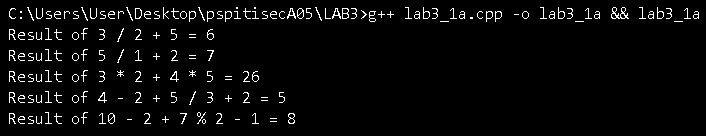 C:\Users\User\Desktop\pspitisecA05\LAB3>g++ lab3_1a.cpp -o lab3_1a && lab3_1a
Result of 3 / 2 + 5 = 6
Result of 5 / 1 + 2 = 7
Result of 3 * 2 + 4 * 5 = 26
Result of 4 - 2 + 5 / 3 + 2 = 5
Result of 10 - 2 + 7 % 2 - 1 = 8